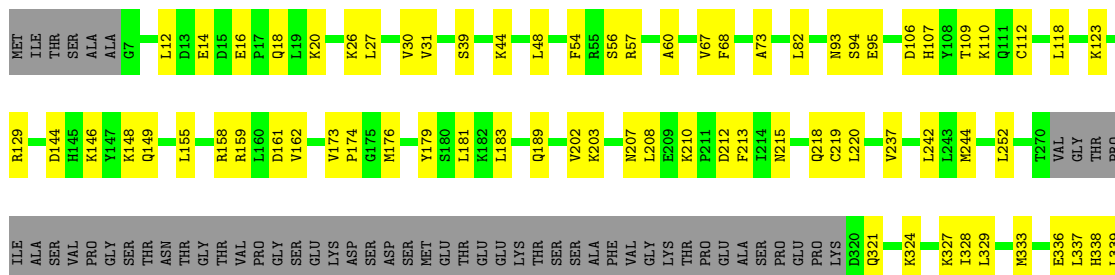 MET ILE THR SER ALA ALA G7 L12 D13 E14 D15 E16 P17 Q18 L19 K20 K26 L27 V30 V31 S39 K44 L48 F54 R55 S56 R57 A60 V67 F68 A73 L82 N93 S94 E95 D106 H107 Y108 T109 K110 Q111 C112 L118 K123
R129 D144 H145 K146 Y147 K148 Q149 L155 R158 R159 L160 D161 V162 V173 P174 G175 M176 Y179 S180 L181 K182 L183 Q189 V202 K203 N207 L208 E209 K210 P211 D212 F213 I214 N215 Q218 C219 L220 V237 L242 L243 M244 L252 T270 VAL GLY THR PRO
ILE ALA SER VAL PRO GLY SER THR ASN THR GLY THR VAL PRO GLY SER GLU LYS ASP SER ASP SER MET GLU THR GLU GLU LYS THR SER SER ALA PHE VAL GLY LYS THR PRO GLU ALA SER PRO GLU PRO LYS D320 Q321 K324 K327 I328 L329 M333 E336 L337 H338